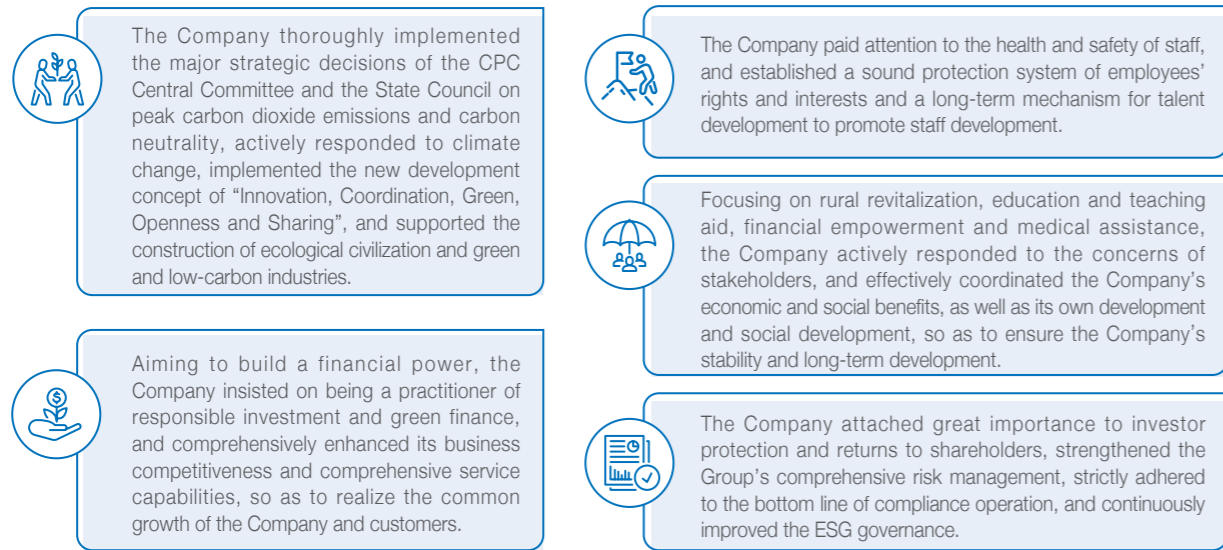 The Company thoroughly implemented
the major strategic decisions of the CPC
Central Committee and the State Council on
peak carbon dioxide emissions and carbon
neutrality, actively responded to climate
change, implemented the new development
concept of “Innovation, Coordination, Green,
Openness and Sharing”, and supported the
construction of ecological civilization and green
and low-carbon industries.
Aiming to build a financial power, the
Company insisted on being a practitioner of
responsible investment and green finance,
and comprehensively enhanced its business
competitiveness and comprehensive service
capabilities, so as to realize the common
growth of the Company and customers.
The Company paid attention to the health and safety of staff,
and established a sound protection system of employees’
rights and interests and a long-term mechanism for talent
development to promote staff development.
Focusing on rural revitalization, education and teaching
aid, financial empowerment and medical assistance,
the Company actively responded to the concerns of
stakeholders, and effectively coordinated the Company’s
economic and social benefits, as well as its own development
and social development, so as to ensure the Company’s
stability and long-term development.
The Company attached great importance to investor
protection and returns to shareholders, strengthened the
Group’s comprehensive risk management, strictly adhered
to the bottom line of compliance operation, and continuously
improved the ESG governance.